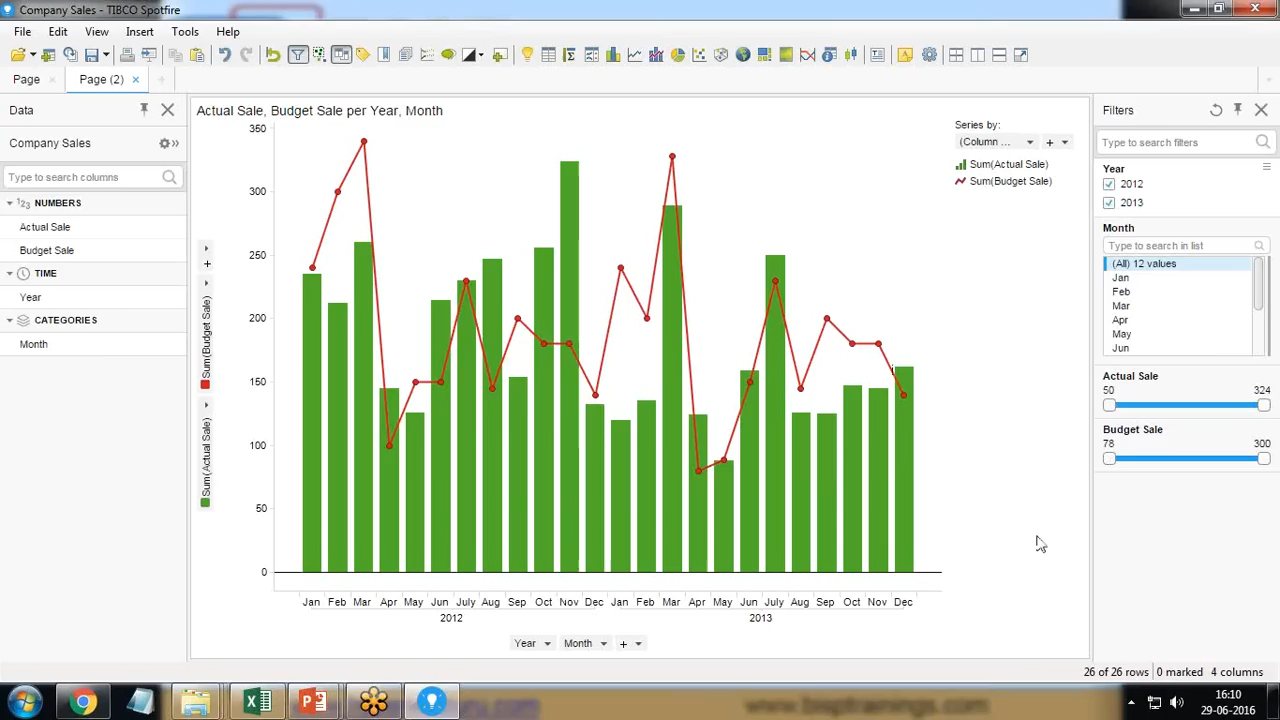 Company Sales - TIBCO Spotfire
File Edit View Insert Tools Help
Page Page (2)
Data
Company Sales
Type to search columns
NUMBERS
Actual Sale
Budget Sale
TIME
Year
CATEGORIES
Month
Actual Sale, Budget Sale per Year, Month
350
300
250
200
150
100
50
0
Sum(Budget Sale)
Sum(Actual Sale)
Jan Feb Mar Apr May Jun July Aug Sep Oct Nov Dec Jan Feb Mar Apr May Jun July Aug Sep Oct Nov Dec
2012 2013
Year Month +
Series by:
(Column ... +
Sum(Actual Sale)
Sum(Budget Sale)
Filters
Type to search filters
Year
2012
2013
Month
Type to search in list
(All) 12 values
Jan
Feb
Mar
Apr
May
Jun
Actual Sale
50 324
Budget Sale
78 300
26 of 26 rows 0 marked 4 columns
www.bisptrainings.com
16:10
29-06-2016